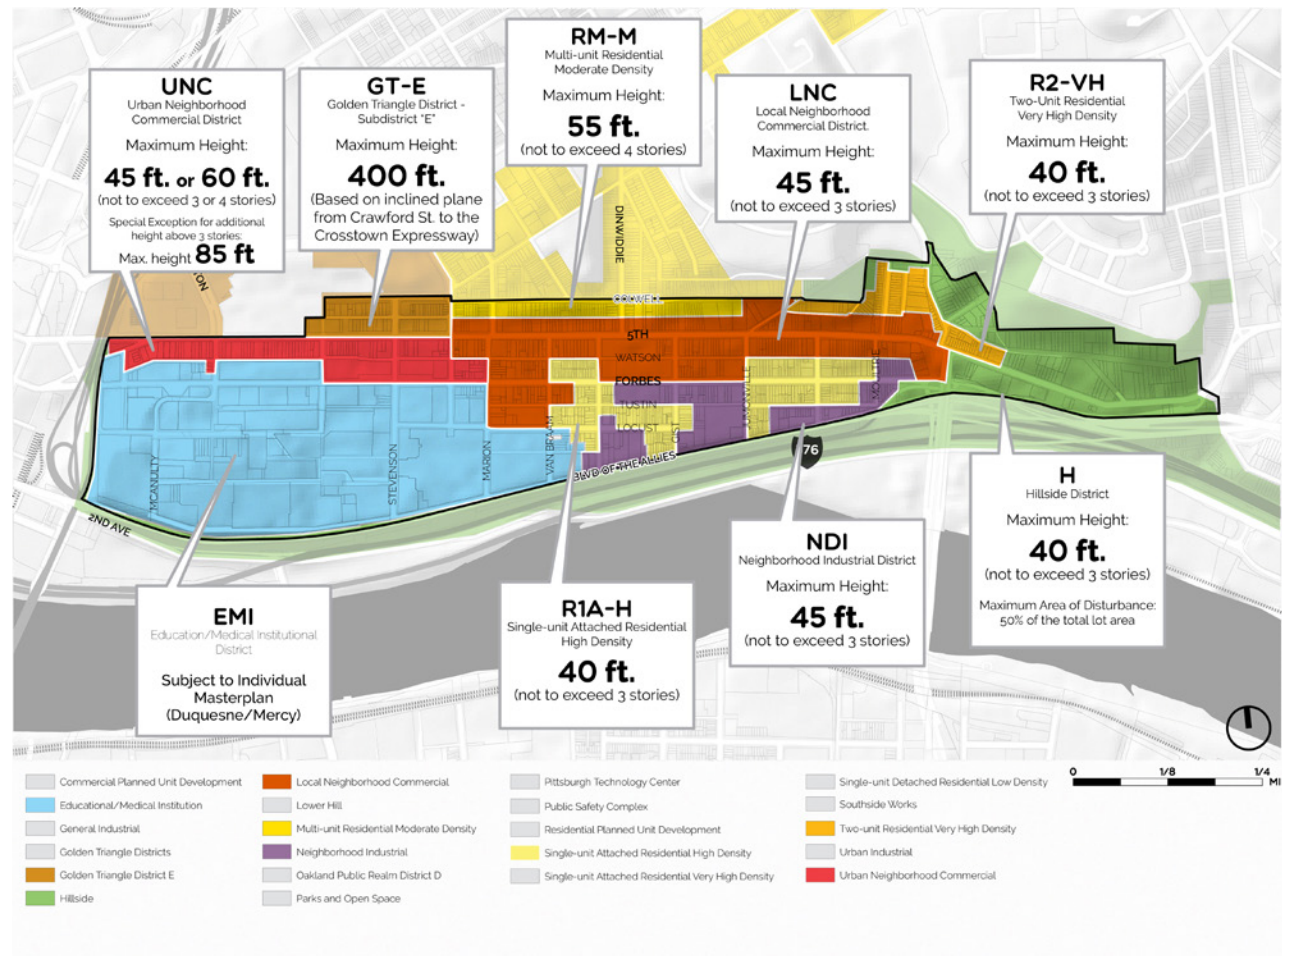 UNC
Urban Neighborhood
Commercial District
Maximum Height:
45 ft. or 60 ft.
(not to exceed 3 or 4 stories)
Special Exception for additional
height above 3 stories:
Max. height 85 ft
GT-E
Golden Triangle District -
Subdistrict "E"
Maximum Height:
400 ft.
(Based on inclined plane
from Crawford St. to the
Crosstown Expressway)
RM-M
Multi-unit Residential
Moderate Density
Maximum Height:
55 ft.
(not to exceed 4 stories)
LNC
Local Neighborhood
Commercial District.
Maximum Height:
45 ft.
(not to exceed 3 stories)
R2-VH
Two-Unit Residential
Very High Density
Maximum Height:
40 ft.
(not to exceed 3 stories)
DINWIDDIE
COLWELL
5TH
WATSON
FORBES
TUSTIN
LOCUST
GIST
JUMONVILLE
MOULTRIE
MCANULTY
STEVENSON
MARION
VAN BRAAM
BLVD OF THE ALLIES
2ND AVE
76
EMI
Education/Medical Institutional
District
Subject to Individual
Masterplan
(Duquesne/Mercy)
R1A-H
Single-unit Attached Residential
High Density
40 ft.
(not to exceed 3 stories)
NDI
Neighborhood Industrial District
Maximum Height:
45 ft.
(not to exceed 3 stories)
H
Hillside District
Maximum Height:
40 ft.
(not to exceed 3 stories)
Maximum Area of Disturbance:
50% of the total lot area
Commercial Planned Unit Development
Educational/Medical Institution
General Industrial
Golden Triangle Districts
Golden Triangle District E
Hillside
Local Neighborhood Commercial
Lower Hill
Multi-unit Residential Moderate Density
Neighborhood Industrial
Oakland Public Realm District D
Parks and Open Space
Pittsburgh Technology Center
Public Safety Complex
Residential Planned Unit Development
Single-unit Attached Residential High Density
Single-unit Attached Residential Very High Density
Single-unit Detached Residential Low Density
Southside Works
Two-unit Residential Very High Density
Urban Industrial
Urban Neighborhood Commercial
0 1/8 1/4
MI